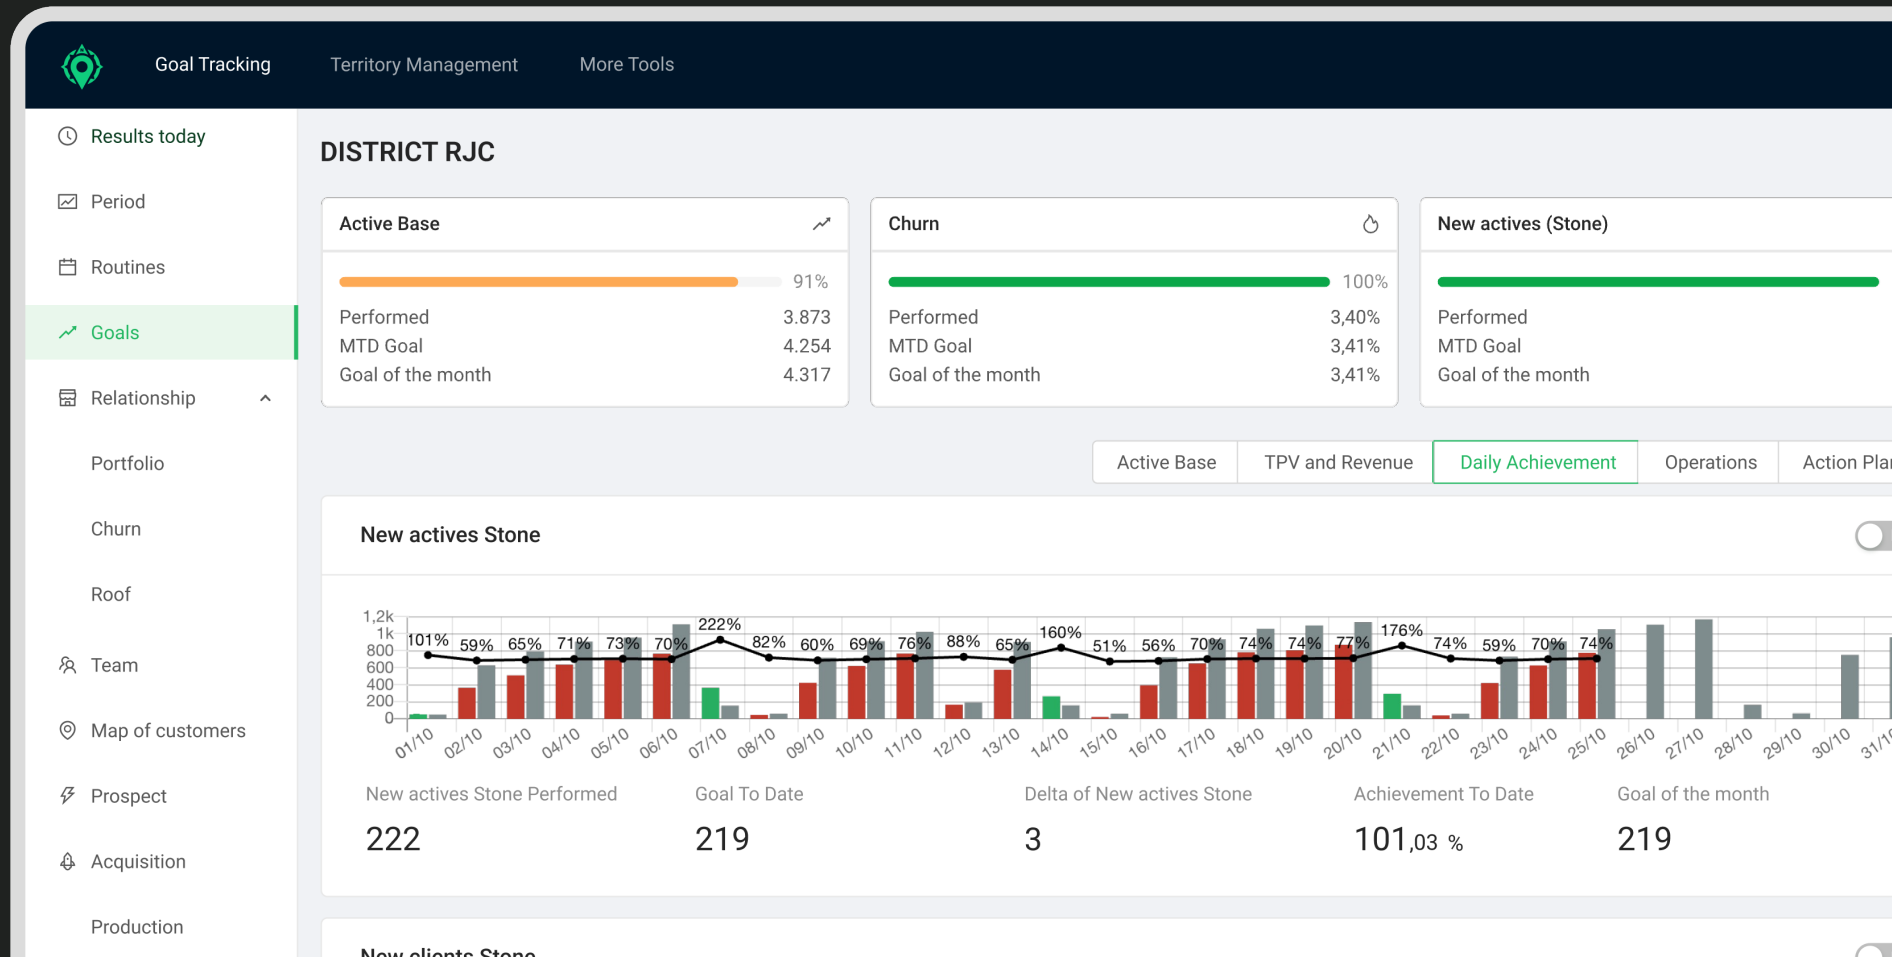 Goal Tracking
Territory Management
More Tools
Results today
Period
Routines
Goals
Relationship
Portfolio
Churn
Roof
Team
Map of customers
Prospect
Acquisition
Production
DISTRICT RJC
Active Base
91%
Performed 3.873
MTD Goal 4.254
Goal of the month 4.317
Churn
100%
Performed 3,40%
MTD Goal 3,41%
Goal of the month 3,41%
New actives (Stone)
Performed
MTD Goal
Goal of the month
Active Base
TPV and Revenue
Daily Achievement
Operations
Action Plan
New actives Stone
1,2k
1k
800
600
400
200
0
101% 59% 65% 71% 73% 70% 222% 82% 60% 69% 76% 88% 65% 160% 51% 56% 70% 74% 74% 77% 176% 74% 59% 70% 74%
01/10 02/10 03/10 04/10 05/10 06/10 07/10 08/10 09/10 10/10 11/10 12/10 13/10 14/10 15/10 16/10 17/10 18/10 19/10 20/10 21/10 22/10 23/10 24/10 25/10 26/10 27/10 28/10 29/10 30/10 31/10
New actives Stone Performed
222
Goal To Date
219
Delta of New actives Stone
3
Achievement To Date
101,03 %
Goal of the month
219
New clients Stone